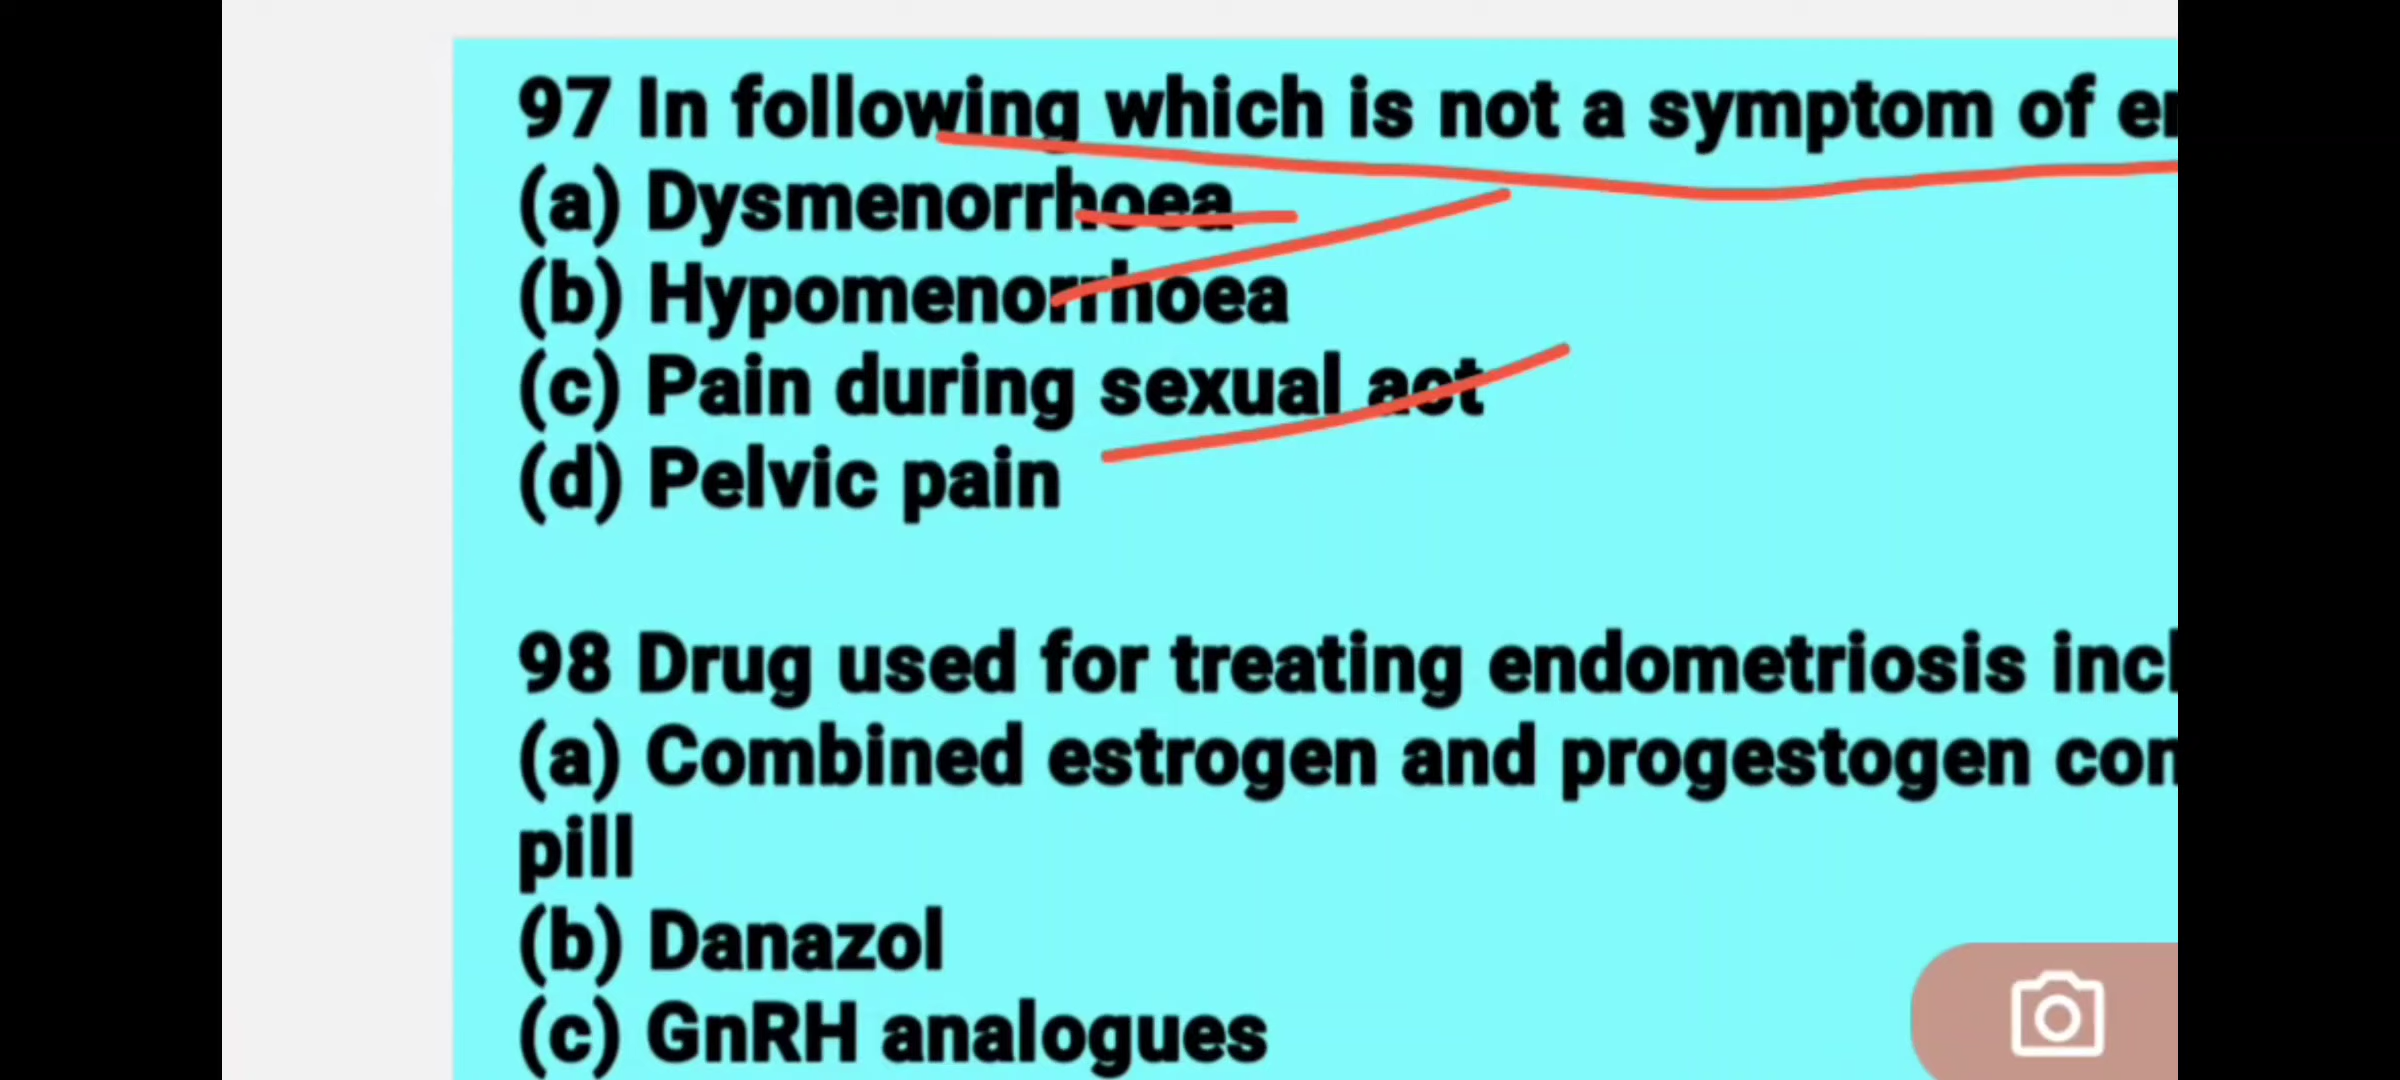 97 In following which is not a symptom of
(a) Dysmenorrhoea
(b) Hypomenorrhoea
(c) Pain during sexual act
(d) Pelvic pain
98 Drug used for treating endometriosis
(a) Combined estrogen and progestogen
pill
(b) Danazol
(c) GnRH analogues